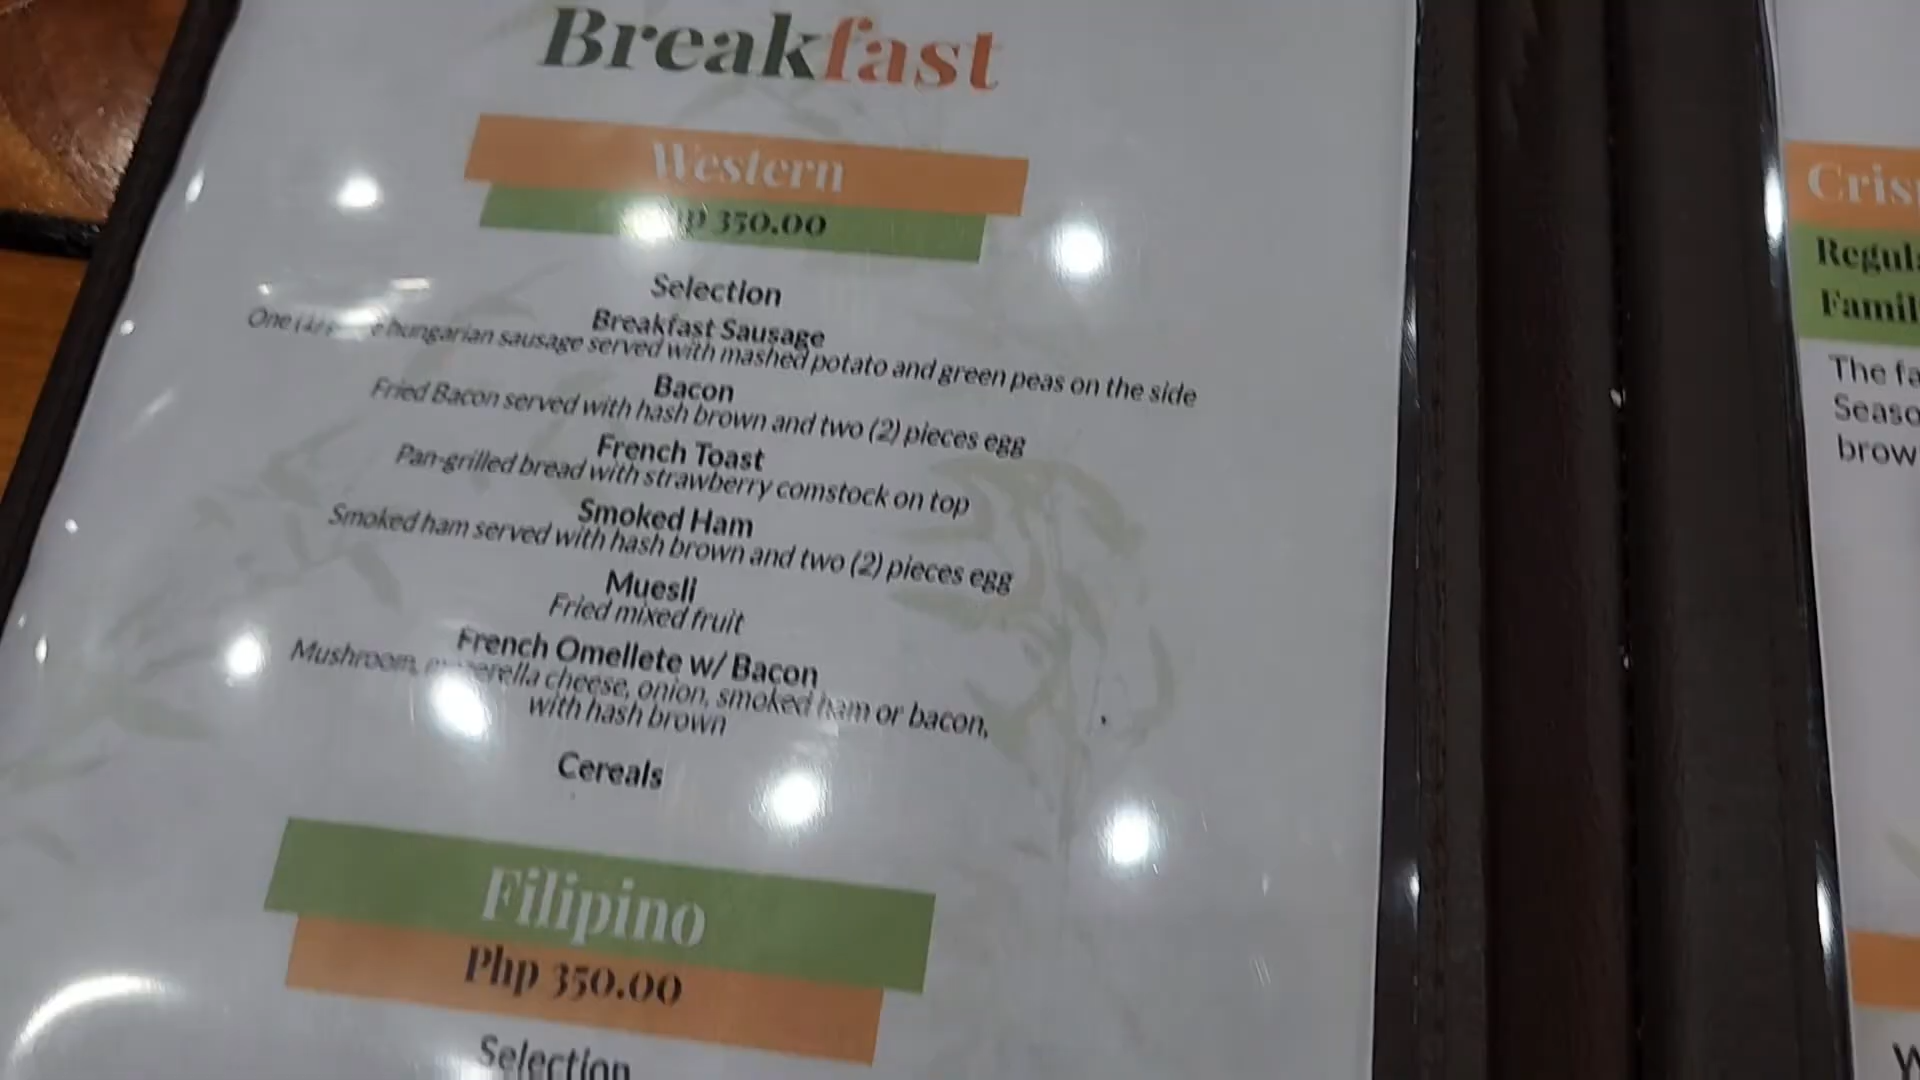 Breakfast
Western
350.00
Selection
Breakfast Sausage
One hungarian sausage served with mashed potato and green peas on the side
Bacon
Fried Bacon served with hash brown and two (2) pieces egg
French Toast
Pan-grilled bread with strawberry comstock on top
Smoked Ham
Smoked ham served with hash brown and two (2) pieces egg
Muesli
Fried mixed fruit
French Omellete w/ Bacon
Mushroom, cheese, onion, smoked ham or bacon,
with hash brown
Cereals
Filipino
Php 350.00
Selection
The